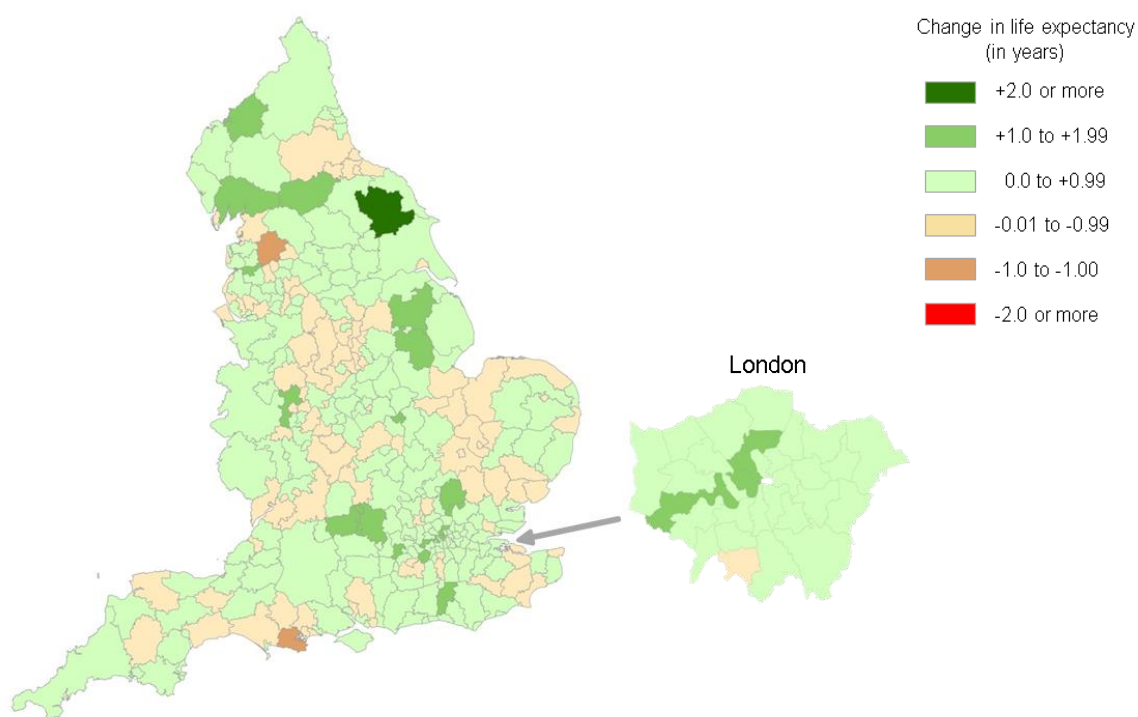 Change in life expectancy
(in years)
+2.0 or more
+1.0 to +1.99
0.0 to +0.99
-0.01 to -0.99
-1.0 to -1.00
-2.0 or more
London